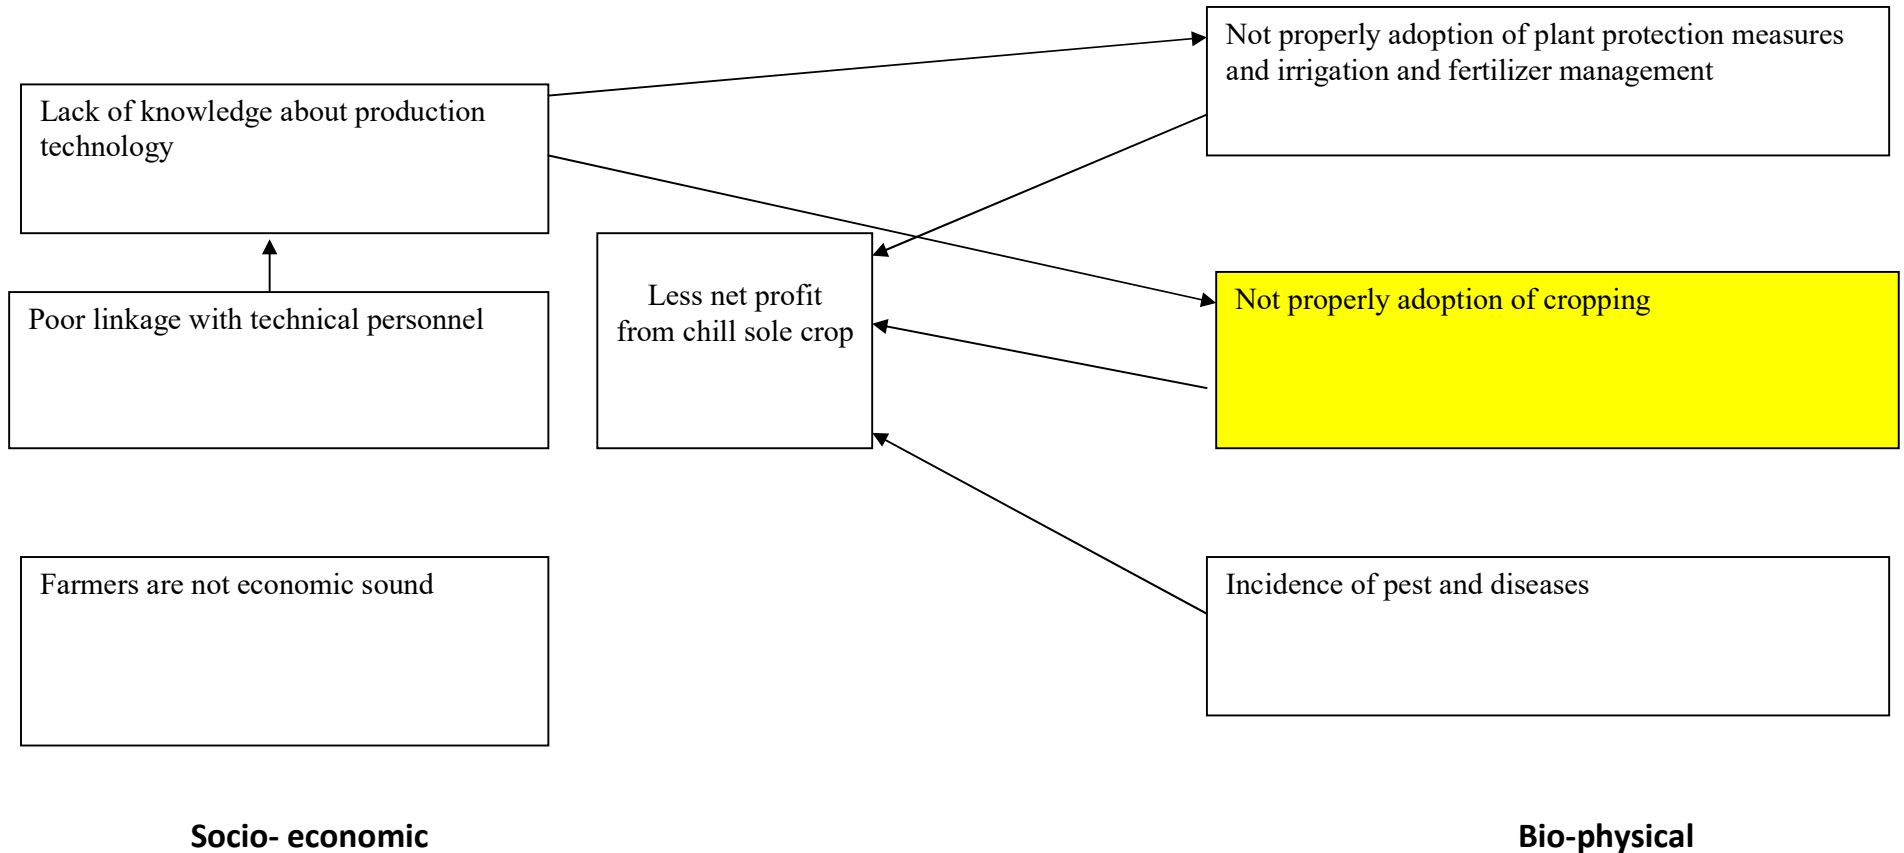 Not properly adoption of plant protection measures
and irrigation and fertilizer management
Lack of knowledge about production
technology
Less net profit
from chill sole crop
Not properly adoption of cropping
Poor linkage with technical personnel
Farmers are not economic sound
Incidence of pest and diseases
Socio- economic
Bio-physical